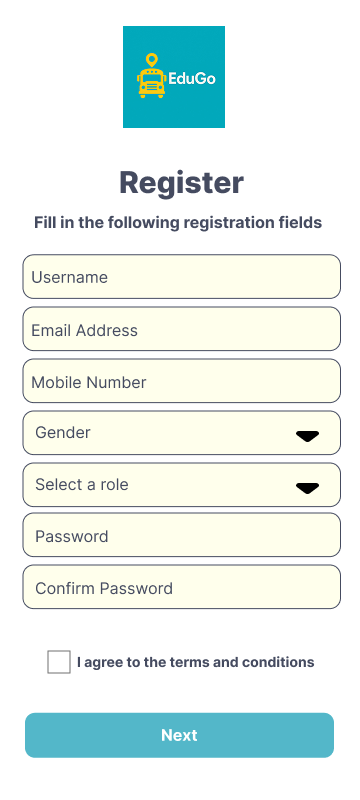 EduGo
Register
Fill in the following registration fields
Username
Email Address
Mobile Number
Gender
Select a role
Password
Confirm Password
I agree to the terms and conditions
Next